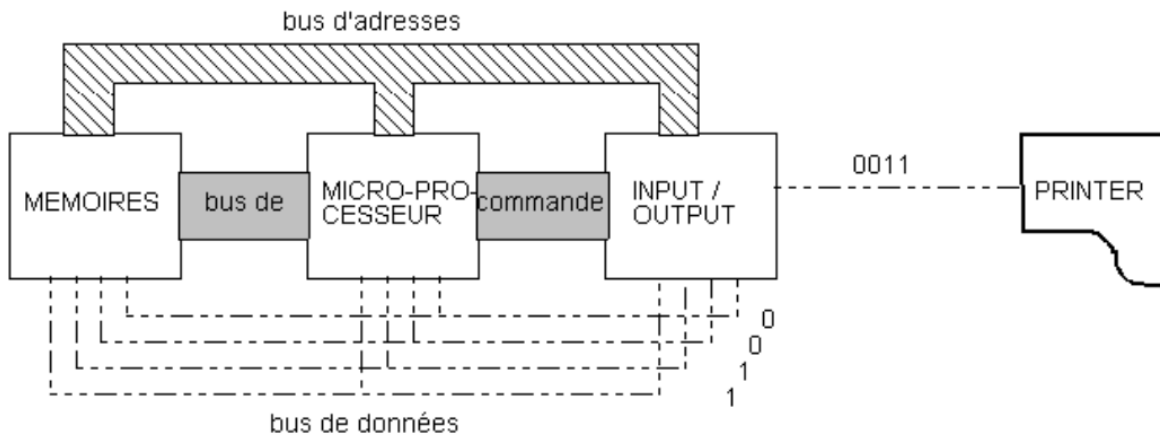 bus d'adresses
MEMOIRES
bus de
MICRO-PRO-
CESSEUR
commande
INPUT /
OUTPUT
0011
PRINTER
0
0
1
1
bus de données